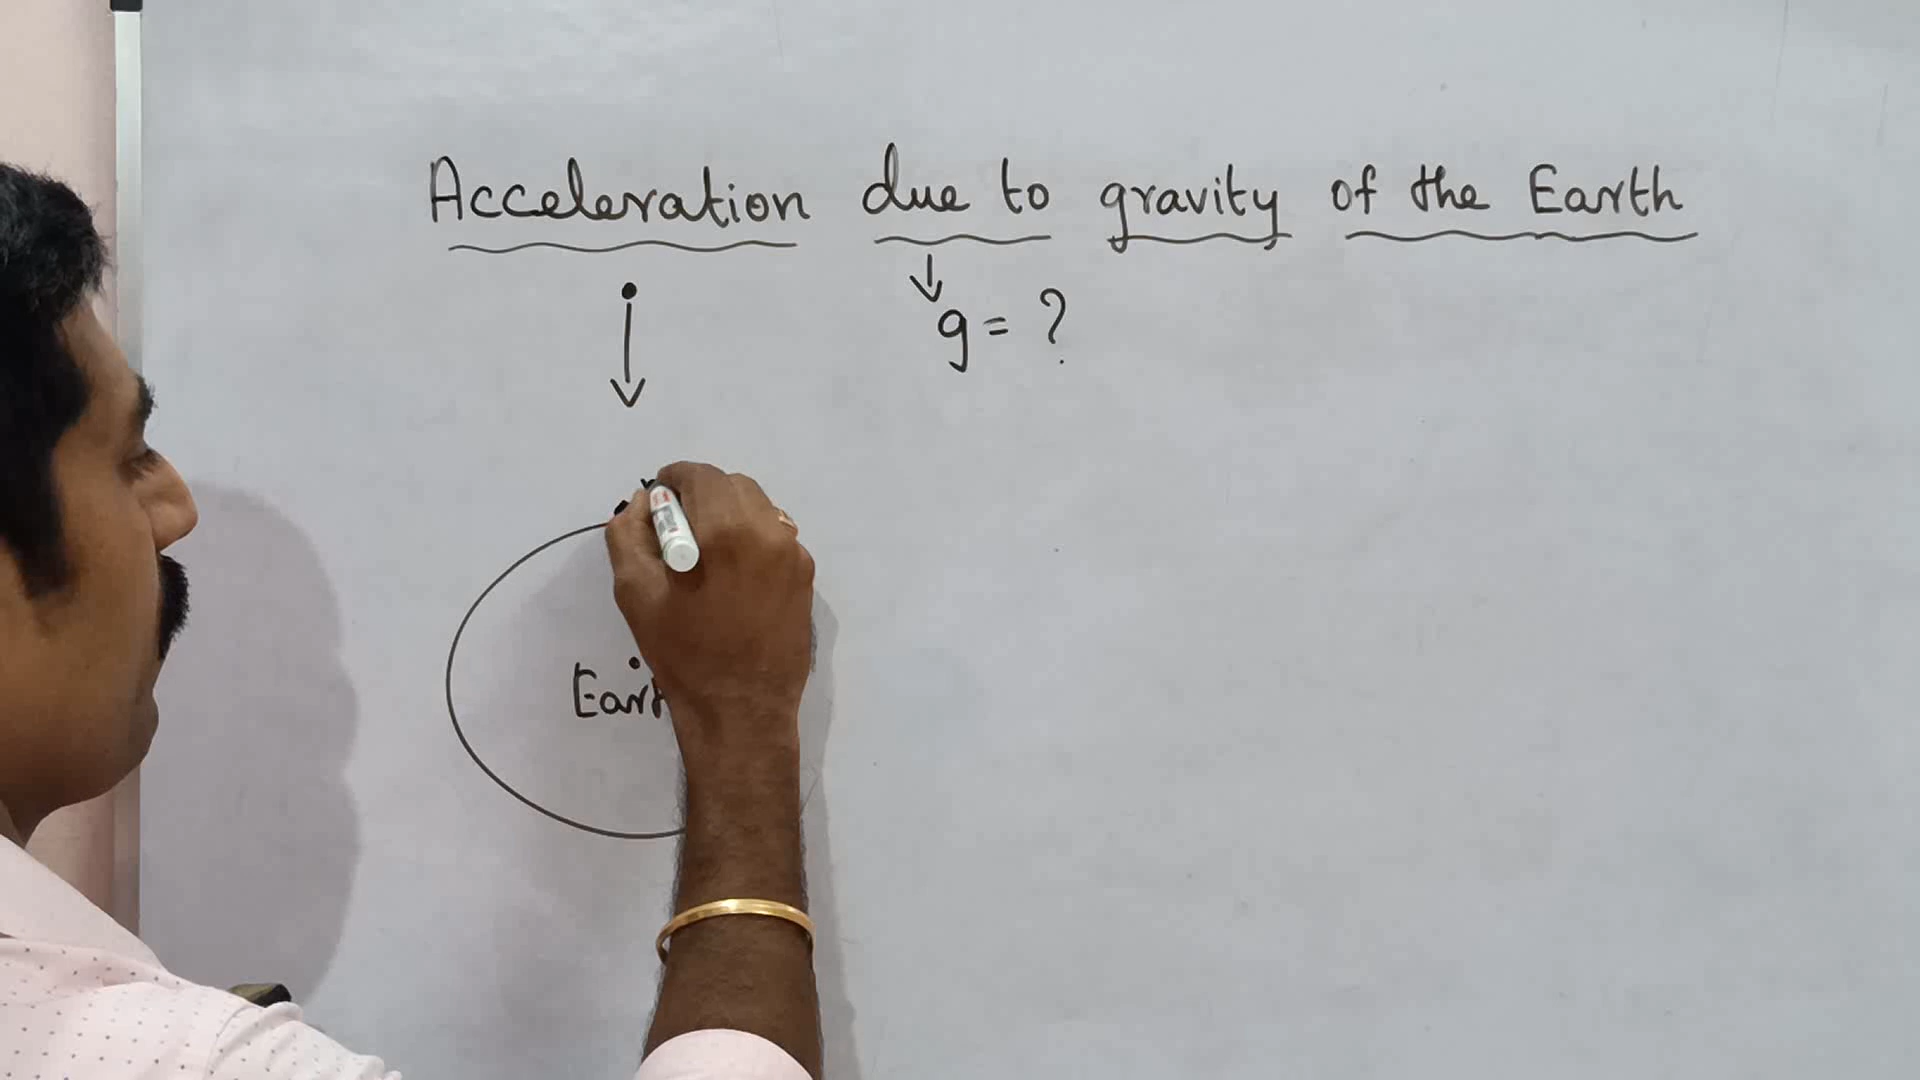 Acceleration due to gravity of the Earth
g = ?